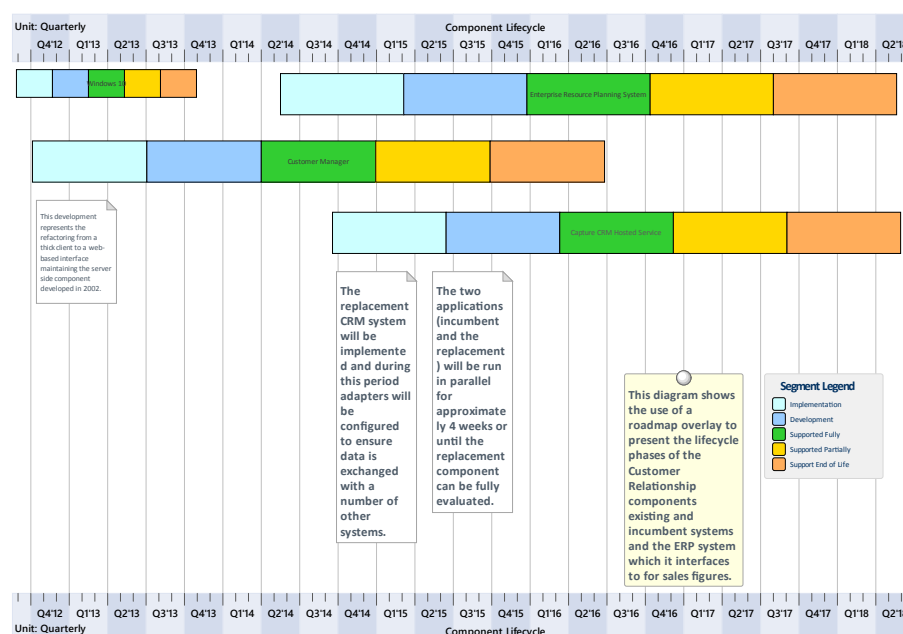 Unit: Quarterly
Component Lifecycle
Q4'12 Q1'13 Q2'13 Q3'13 Q4'13 Q1'14 Q2'14 Q3'14 Q4'14 Q1'15 Q2'15 Q3'15 Q4'15 Q1'16 Q2'16 Q3'16 Q4'16 Q1'17 Q2'17 Q3'17 Q4'17 Q1'18
Windows 10
Enterprise Resource Planning System
Customer Manager
Capture CRM Hosted Service
This development
represents the
refactoring from a
thick client to a web-
based interface
maintaining the server
side component
developed in 2002.
The
replacement
CRM system
will be
implemente
d and during
this period
adapters will
be
configured
to ensure
data is
exchanged
with a
number of
other
systems.
The two
applications
(incumbent
and the
replacement
) will be run
in parallel
for
approximate
ly 4 weeks or
until the
replacement
component
can be fully
evaluated.
This diagram shows
the use of a
roadmap overlay to
present the lifecycle
phases of the
Customer
Relationship
components
existing and
incumbent systems
and the ERP system
which it interfaces
to for sales figures.
Segment Legend
Implementation
Development
Supported Fully
Supported Partially
Support End of Life
Q4'12 Q1'13 Q2'13 Q3'13 Q4'13 Q1'14 Q2'14 Q3'14 Q4'14 Q1'15 Q2'15 Q3'15 Q4'15 Q1'16 Q2'16 Q3'16 Q4'16 Q1'17 Q2'17 Q3'17 Q4'17 Q1'18
Unit: Quarterly
Component Lifecycle